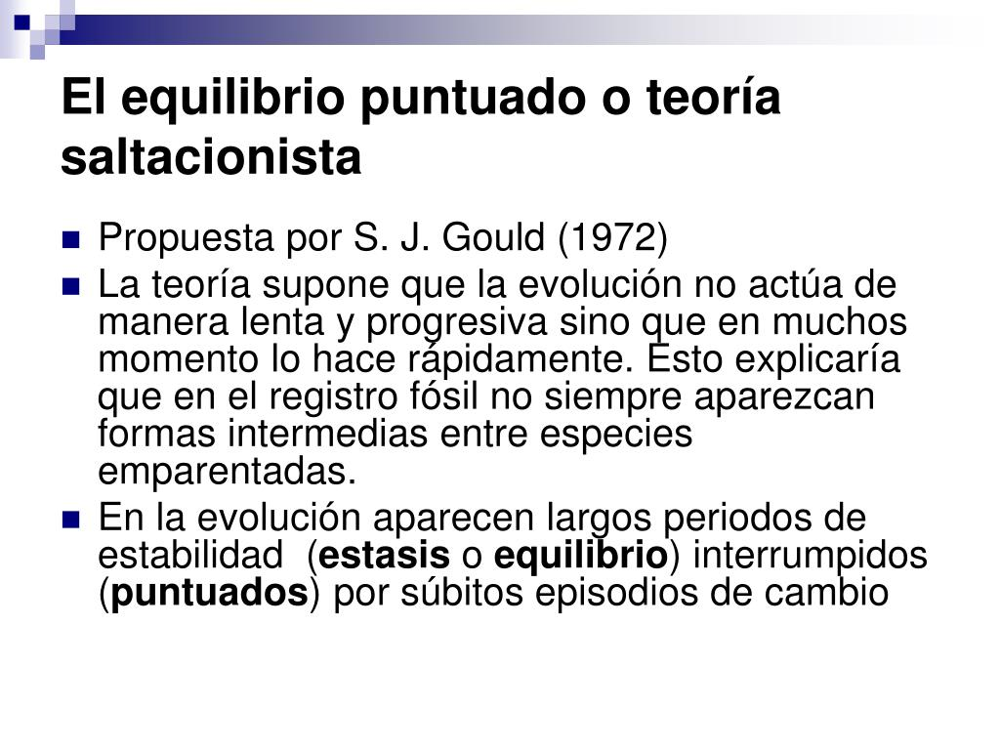 El equilibrio puntuado o teoría
saltacionista
Propuesta por S. J. Gould (1972)
La teoría supone que la evolución no actúa de
manera lenta y progresiva sino que en muchos
momento lo hace rápidamente. Esto explicaría
que en el registro fósil no siempre aparezcan
formas intermedias entre especies
emparentadas.
En la evolución aparecen largos periodos de
estabilidad  (estasis o equilibrio) interrumpidos
(puntuados) por súbitos episodios de cambio